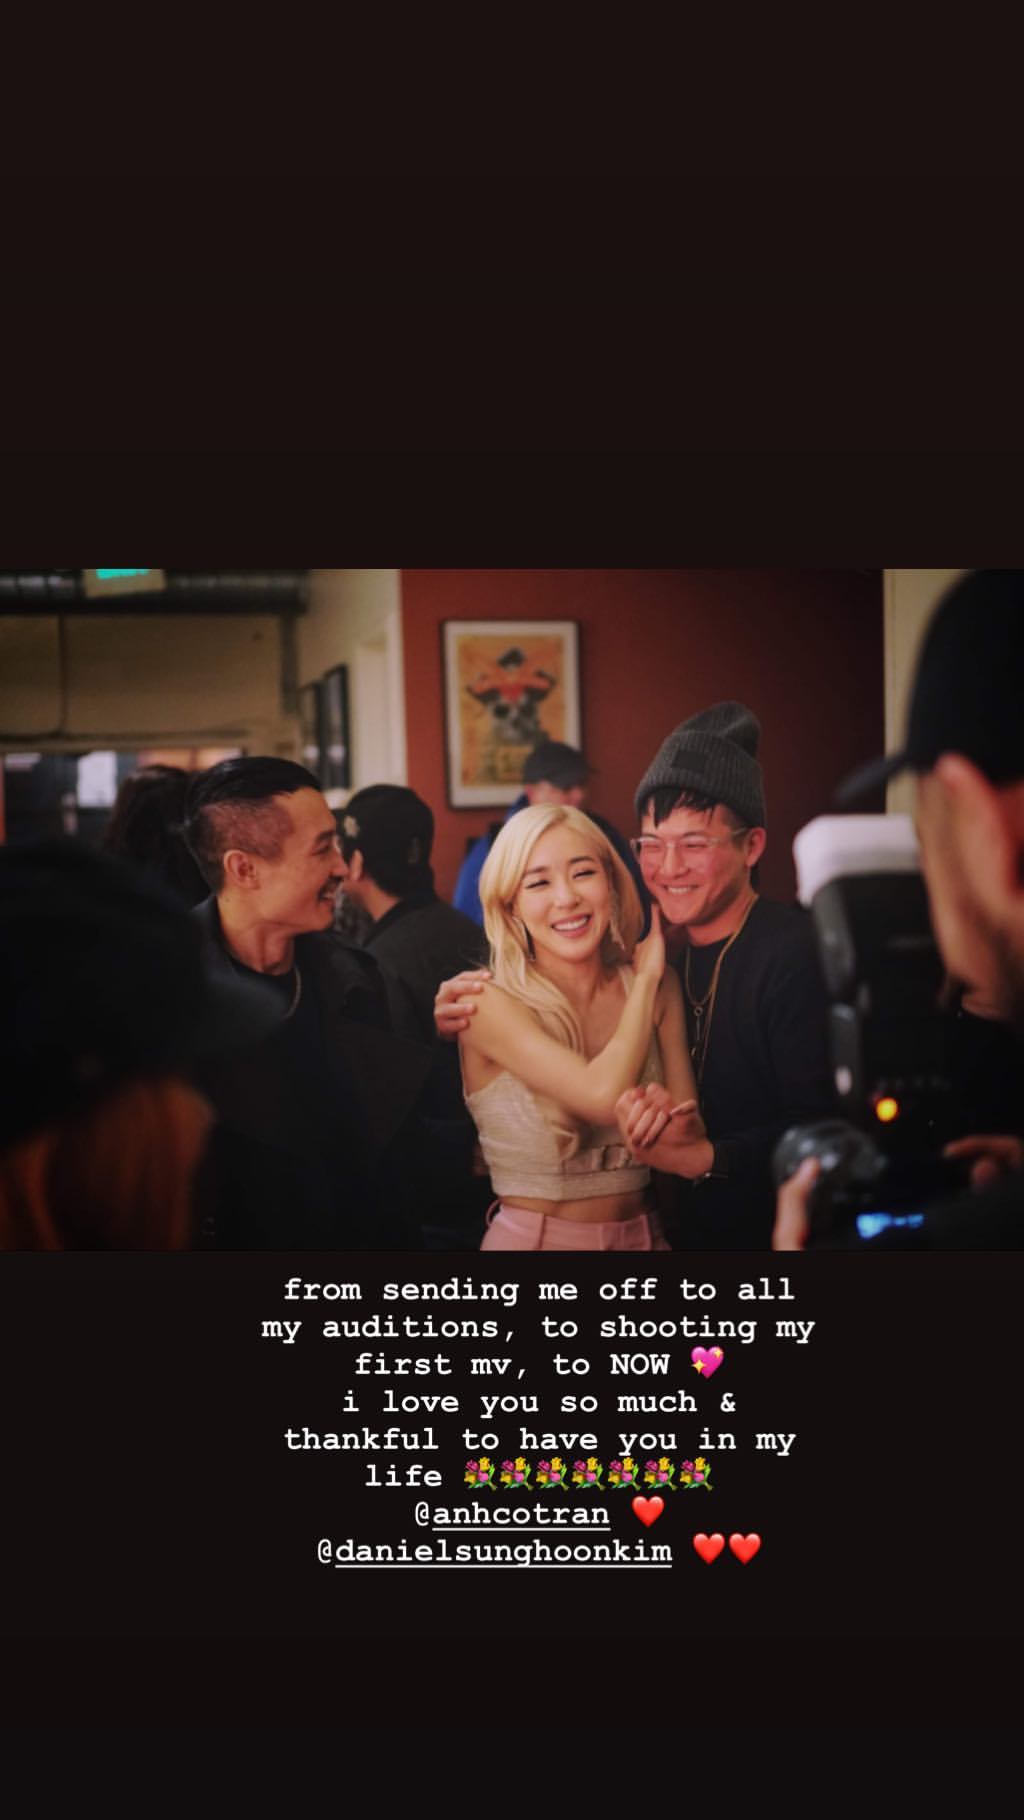 from sending me off to all
my auditions, to shooting my
first mv, to NOW 💖
i love you so much &
thankful to have you in my
life 💐💐💐💐💐💐💐
@anhcotran ❤️
@danielsunghoonkim ❤️❤️